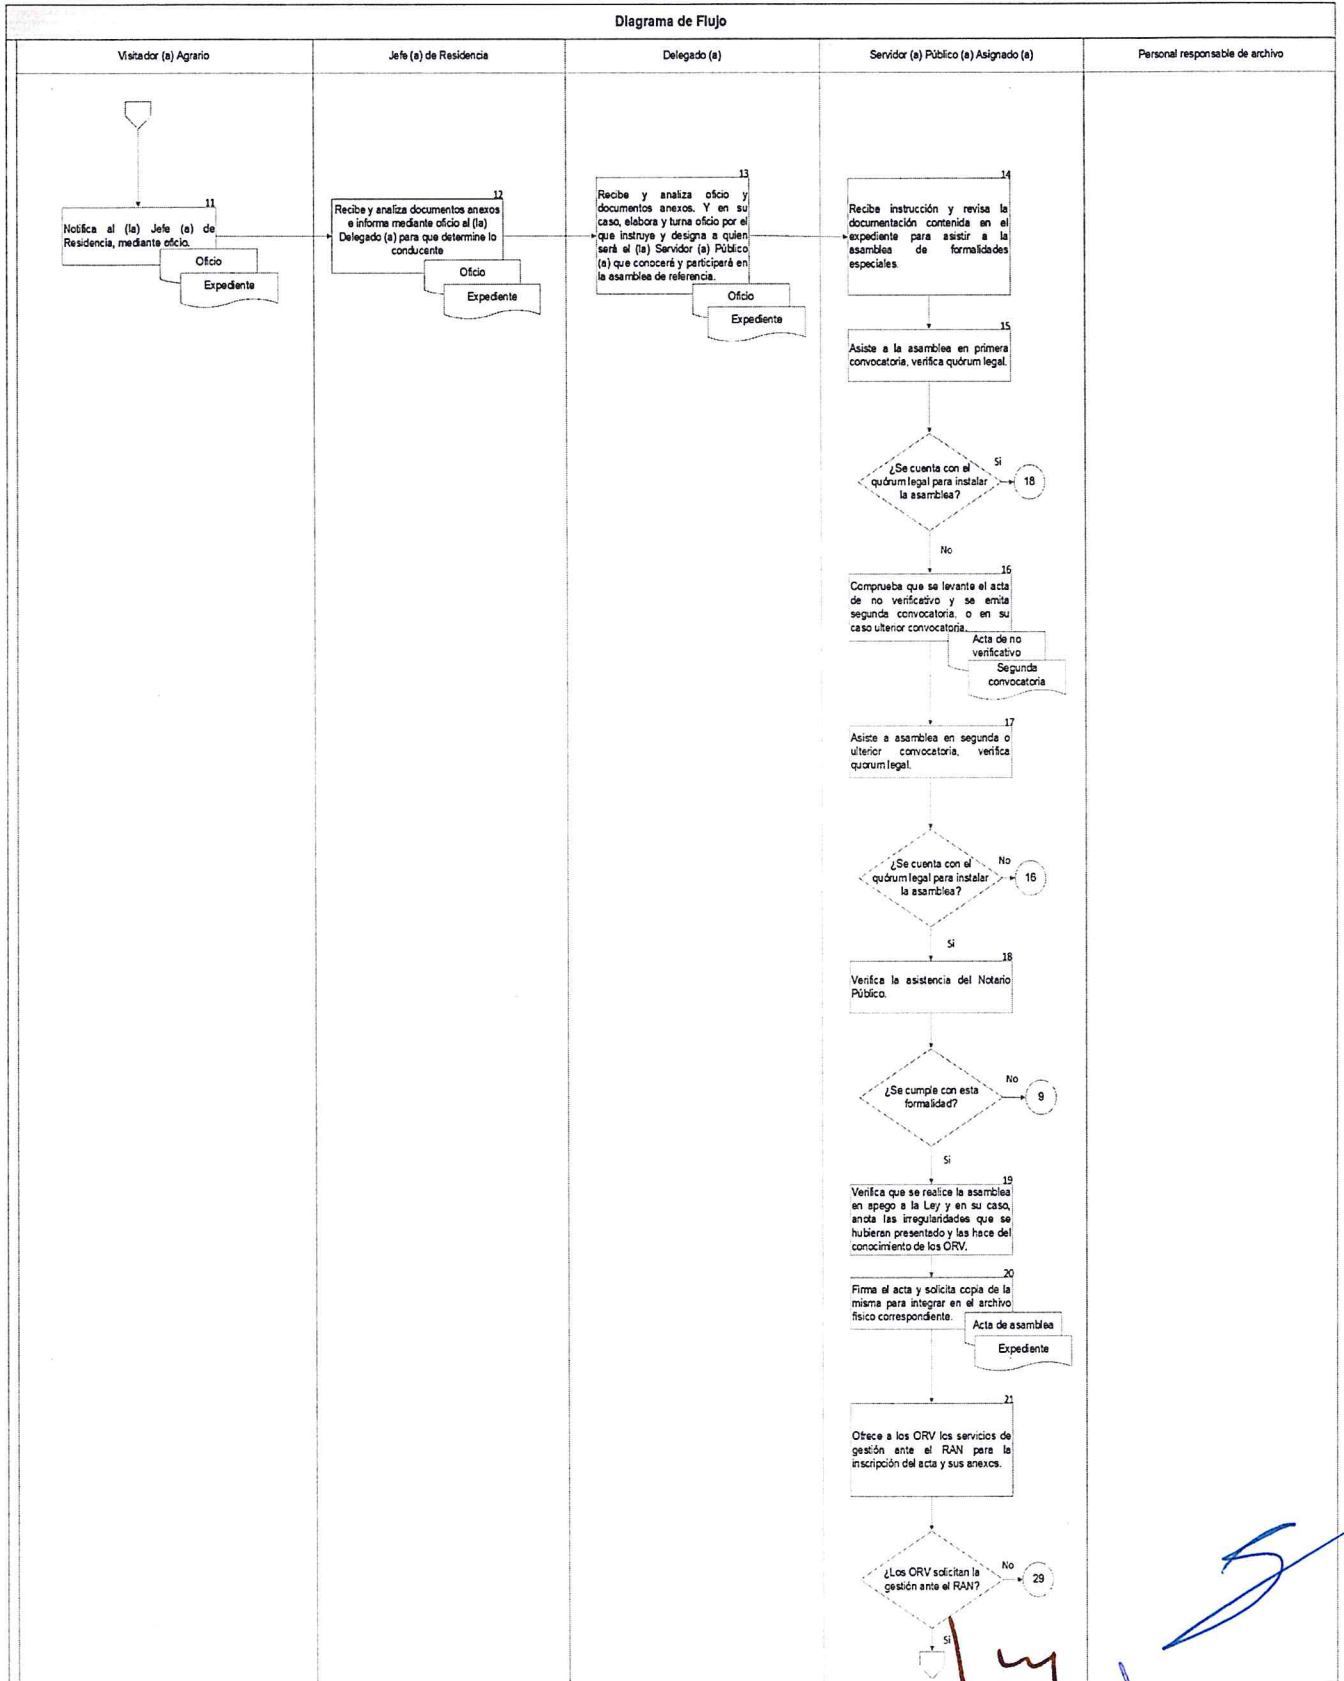 Diagrama de Flujo
Visitador (a) Agrario
Jefe (a) de Residencia
Delegado (a)
Servidor (a) Público (a) Asignado (a)
Personal responsable de archivo
11
Notifica al (la) Jefe (a) de
Residencia, mediante oficio.
Oficio
Expediente
12
Recibe y analiza documentos anexos
e informa mediante oficio al (la)
Delegado (a) para que determine lo
conducente
Oficio
Expediente
13
Recibe y analiza oficio y
documentos anexos. Y en su
caso, elabora y turna oficio por el
que instruye y designa a quien
será el (la) Servidor (a) Público
(a) que conocerá y participará en
la asamblea de referencia.
Oficio
Expediente
14
Recibe instrucción y revisa la
documentación contenida en el
expediente para asistir a la
asamblea de formalidades
especiales.
15
Asiste a la asamblea en primera
convocatoria, verifica quórum legal.
¿Se cuenta con el
quórum legal para instalar
la asamblea?
Si
18
No
16
Comprueba que se levante el acta
de no verificativo y se emita
segunda convocatoria, o en su
caso ulterior convocatoria.
Acta de no
verificativo
Segunda
convocatoria
17
Asiste a asamblea en segunda o
ulterior convocatoria, verifica
quorum legal.
¿Se cuenta con el
quórum legal para instalar
la asamblea?
No
16
Si
18
Verifica la asistencia del Notario
Público.
¿Se cumple con esta
formalidad?
No
9
Si
19
Verifica que se realice la asamblea
en apego a la Ley y en su caso,
anota las irregularidades que se
hubieran presentado y las hace del
conocimiento de los ORV.
20
Firma el acta y solicita copia de la
misma para integrar en el archivo
físico correspondiente.
Acta de asamblea
Expediente
21
Ofrece a los ORV los servicios de
gestión ante el RAN para la
inscripción del acta y sus anexos.
¿Los ORV solicitan la
gestión ante el RAN?
No
29
Si